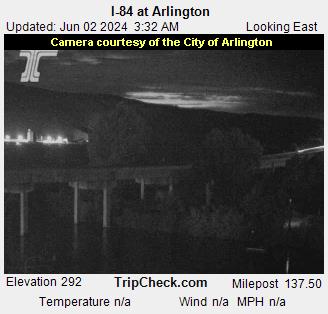 I-84 at Arlington
Updated: Jun 02 2024 3:32 AM Looking East
Camera courtesy of the City of Arlington
Elevation 292 TripCheck.com Milepost 137.50
Temperature n/a Wind n/a MPH n/a